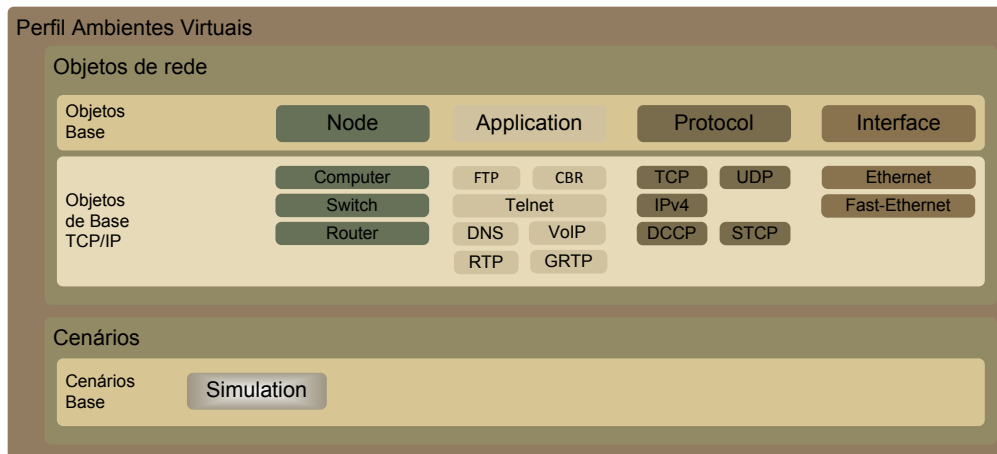 Perfil Ambientes Virtuais
Objetos de rede
Objetos
Base
Node
Application
Protocol
Interface
Objetos
de Base
TCP/IP
Computer
Switch
Router
FTP CBR
Telnet
DNS VoIP
RTP GRTP
TCP UDP
IPv4
DCCP STCP
Ethernet
Fast-Ethernet
Cenários
Cenários
Base
Simulation